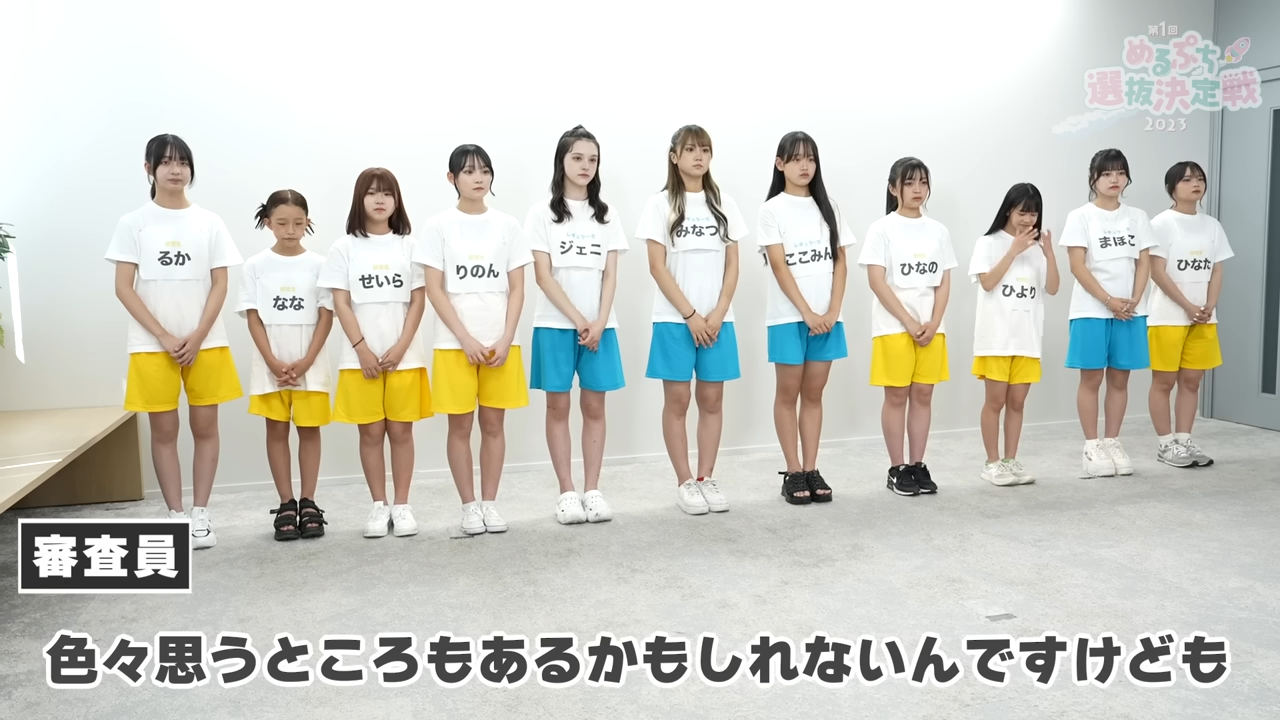 第1回
めるぷち
選抜決定戦
2023
るか
なな
せいら
りのん
ジェニ
みなつ
ここみん
ひなの
ひより
まぽこ
ひなた
審査員
色々思うところもあるかもしれないんですけども